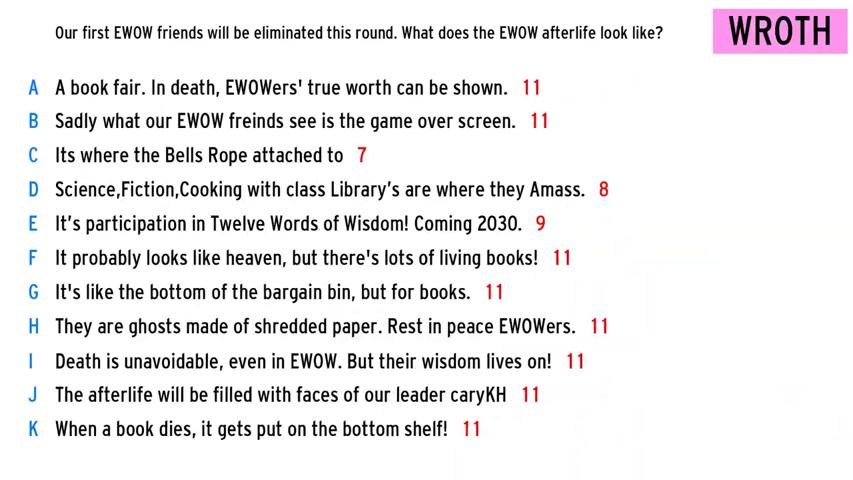 Our first EWOW friends will be eliminated this round. What does the EWOW afterlife look like?
WROTH
A A book fair. In death, EWOWers' true worth can be shown. 11
B Sadly what our EWOW freinds see is the game over screen. 11
C Its where the Bells Rope attached to 7
D Science,Fiction,Cooking with class Library's are where they Amass. 8
E It's participation in Twelve Words of Wisdom! Coming 2030. 9
F It probably looks like heaven, but there's lots of living books! 11
G It's like the bottom of the bargain bin, but for books. 11
H They are ghosts made of shredded paper. Rest in peace EWOWers. 11
I Death is unavoidable, even in EWOW. But their wisdom lives on! 11
J The afterlife will be filled with faces of our leader caryKH 11
K When a book dies, it gets put on the bottom shelf! 11